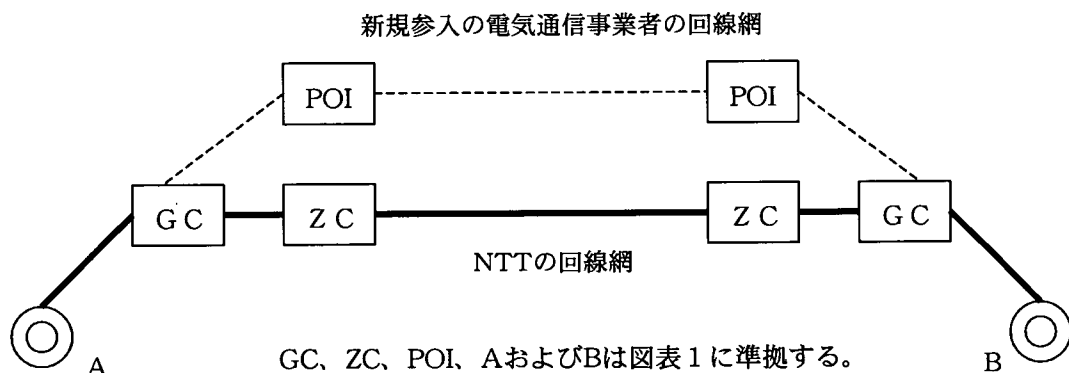 新規参入の電気通信事業者の回線網
POI
POI
GC
ZC
ZC
GC
NTTの回線網
A
GC、ZC、POI、AおよびBは図表1に準拠する。
B